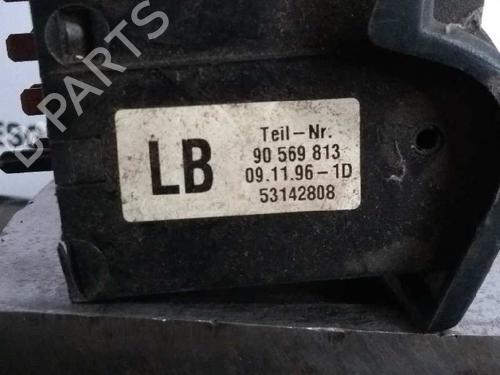 PARTS
LB
Teil-Nr.
90 569 813
09.11.96-1D
53142808